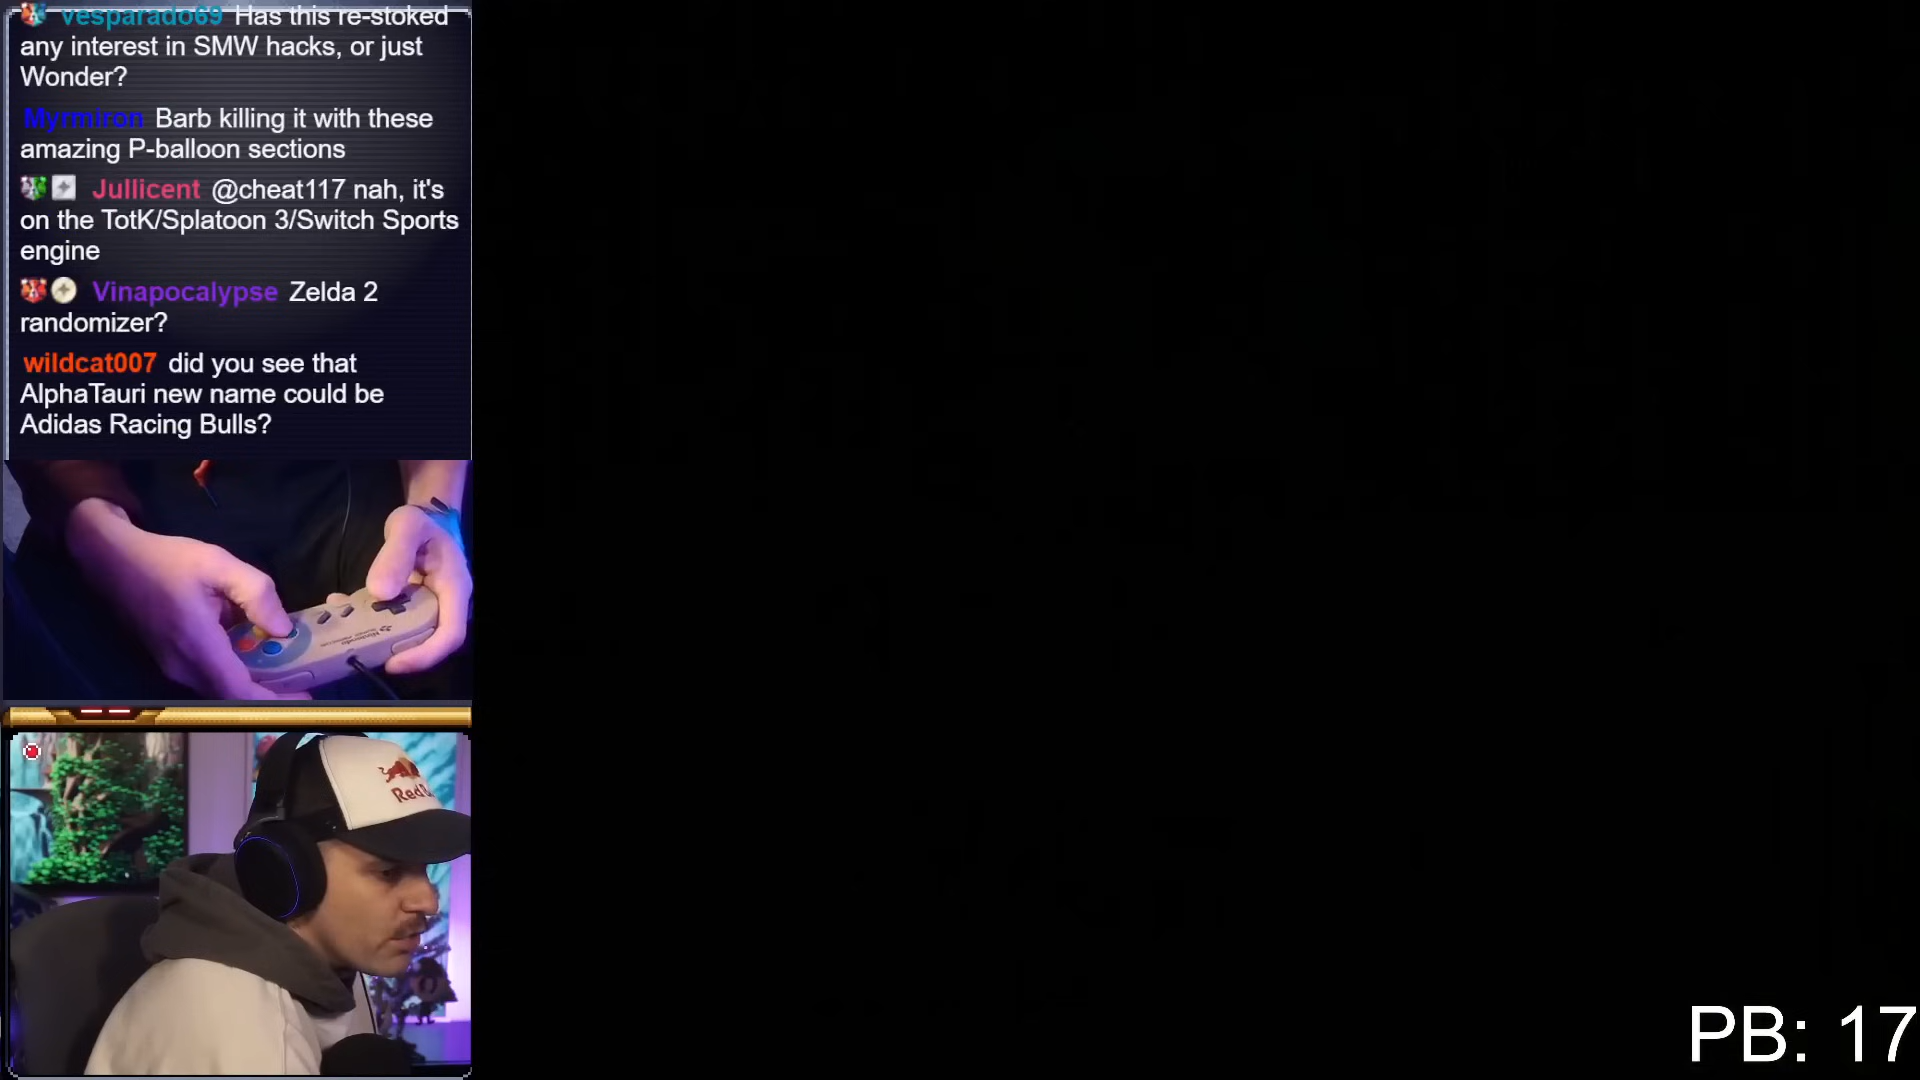 vesparado69 Has this re-stoked
any interest in SMW hacks, or just
Wonder?
Myrmiron Barb killing it with these
amazing P-balloon sections
Jullicent @cheat117 nah, it's
on the TotK/Splatoon 3/Switch Sports
engine
Vinapocalypse Zelda 2
randomizer?
wildcat007 did you see that
AlphaTauri new name could be
Adidas Racing Bulls?
Red B
PB: 17